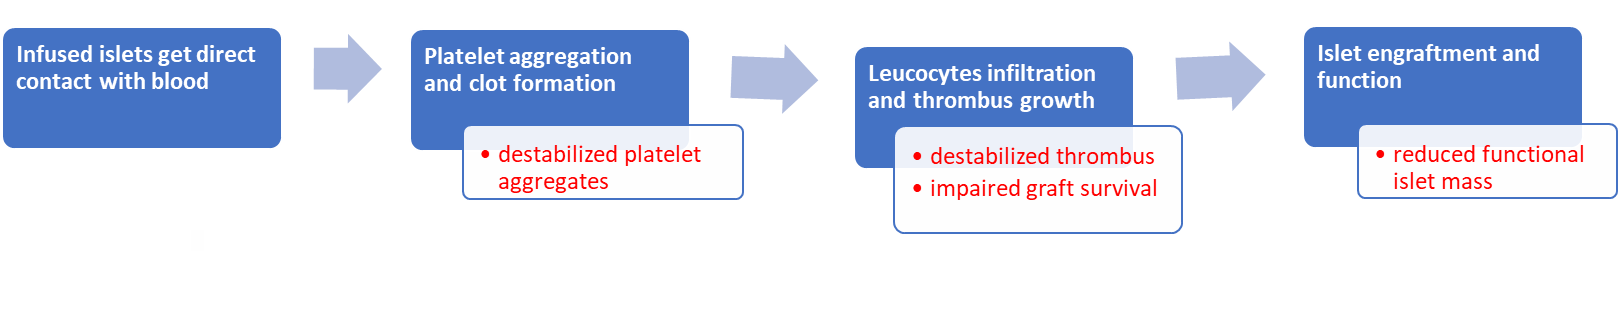 Infused islets get direct
contact with blood
Platelet aggregation
and clot formation
• destabilized platelet
aggregates
Leucocytes infiltration
and thrombus growth
• destabilized thrombus
• impaired graft survival
Islet engraftment and
function
• reduced functional
islet mass